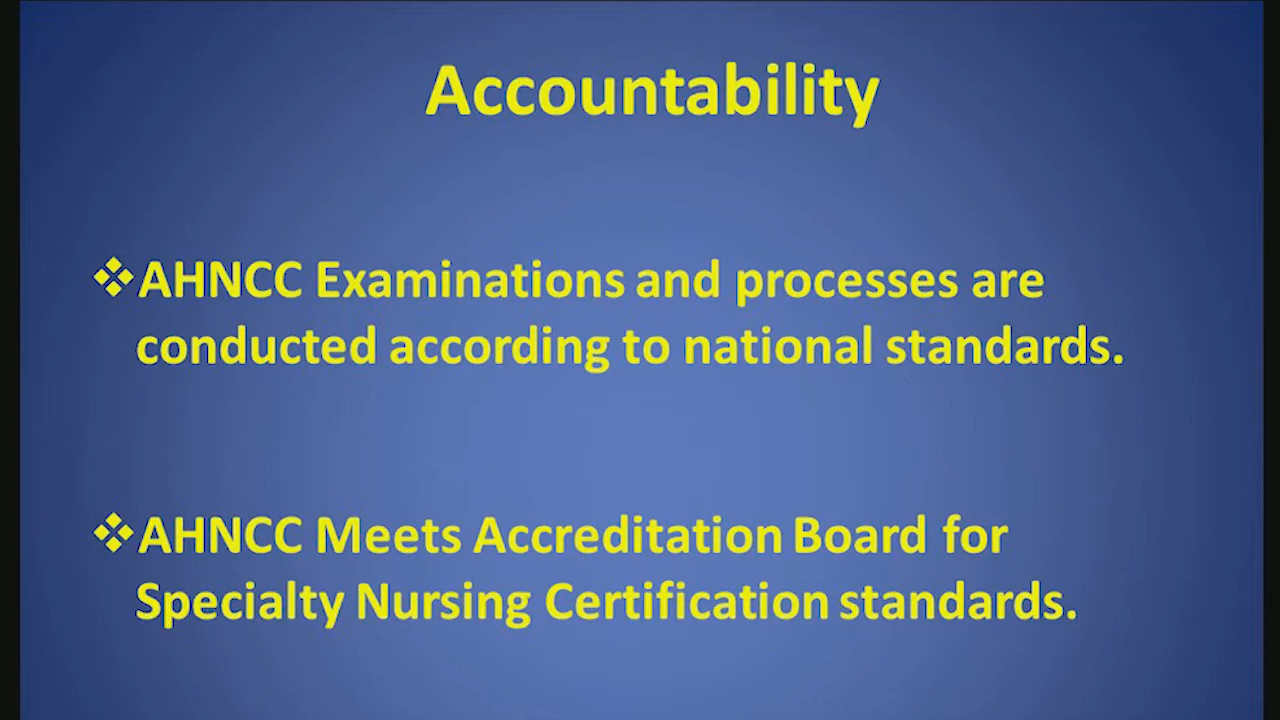 Accountability
❖AHNCC Examinations and processes are
conducted according to national standards.
❖AHNCC Meets Accreditation Board for
Specialty Nursing Certification standards.